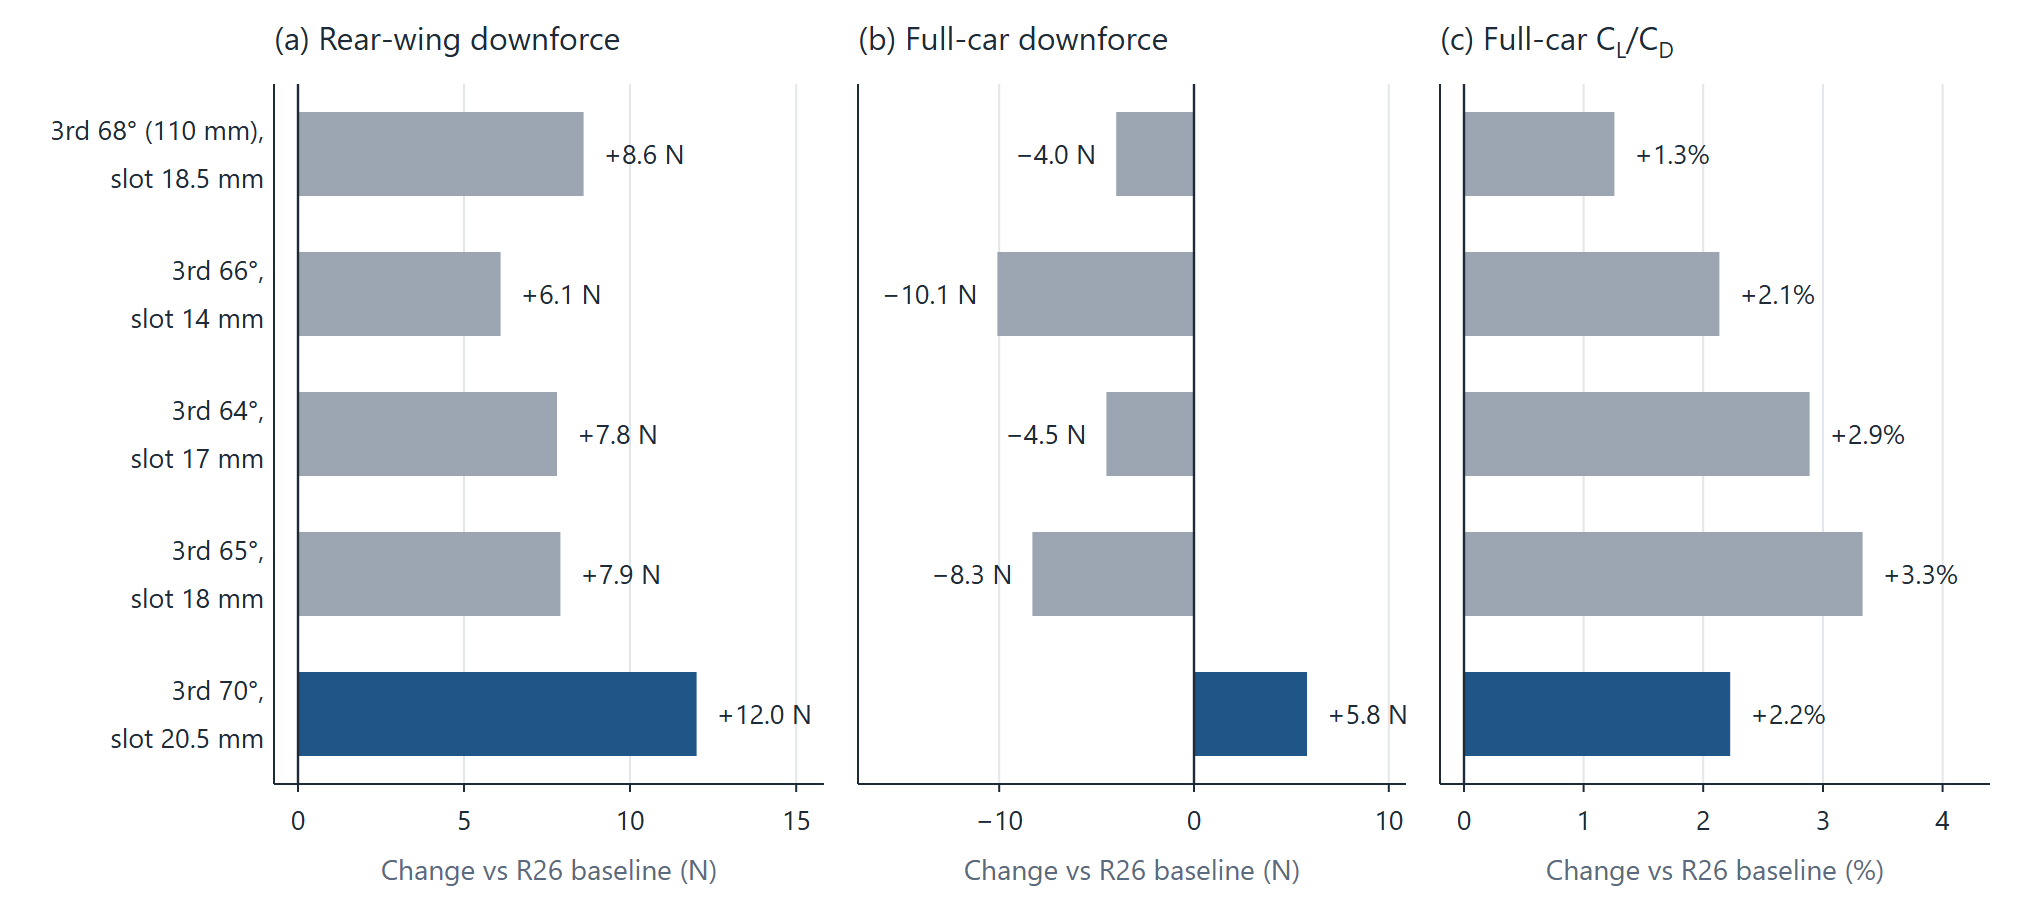 (a) Rear-wing downforce
(b) Full-car downforce
(c) Full-car CL/CD
3rd 68° (110 mm),
slot 18.5 mm
+8.6 N
−4.0 N
+1.3%
3rd 66°,
slot 14 mm
+6.1 N
−10.1 N
+2.1%
3rd 64°,
slot 17 mm
+7.8 N
−4.5 N
+2.9%
3rd 65°,
slot 18 mm
+7.9 N
−8.3 N
+3.3%
3rd 70°,
slot 20.5 mm
+12.0 N
+5.8 N
+2.2%
0 5 10 15
−10 0 10
0 1 2 3 4
Change vs R26 baseline (N)
Change vs R26 baseline (N)
Change vs R26 baseline (%)